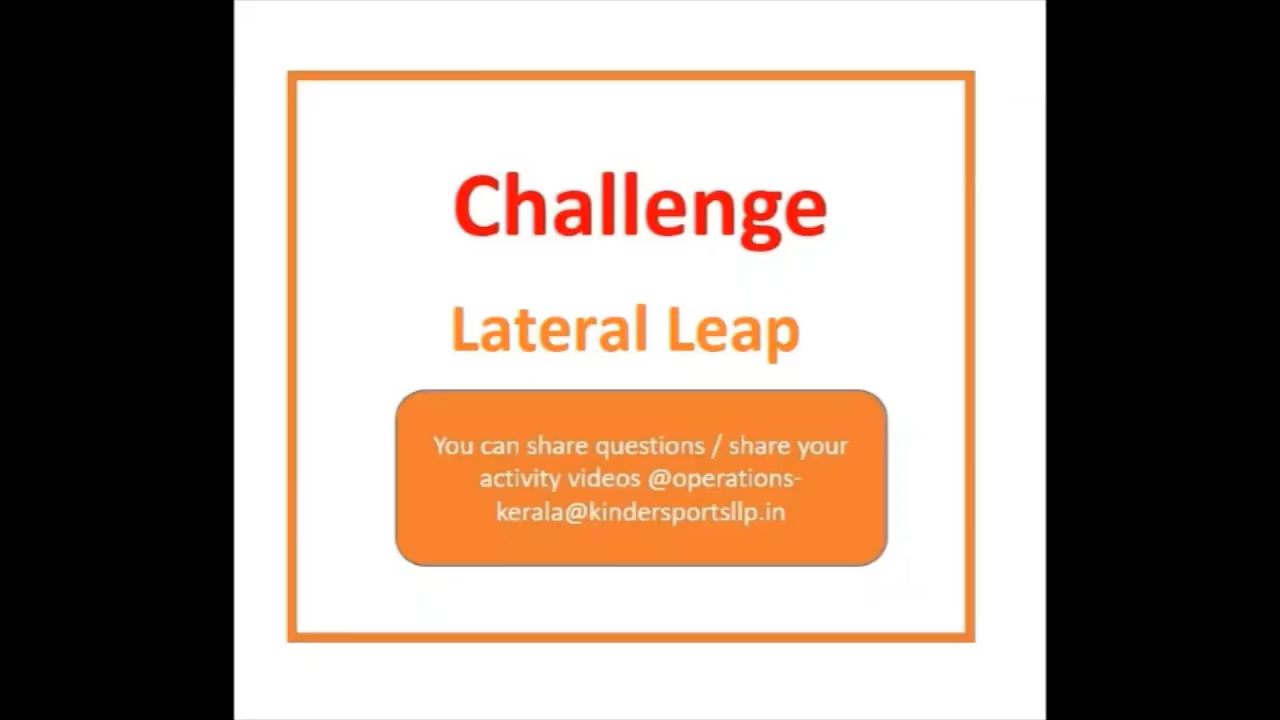 Challenge
Lateral Leap
You can share questions / share your
activity videos @operations-
kerala@kindersportsllp.in